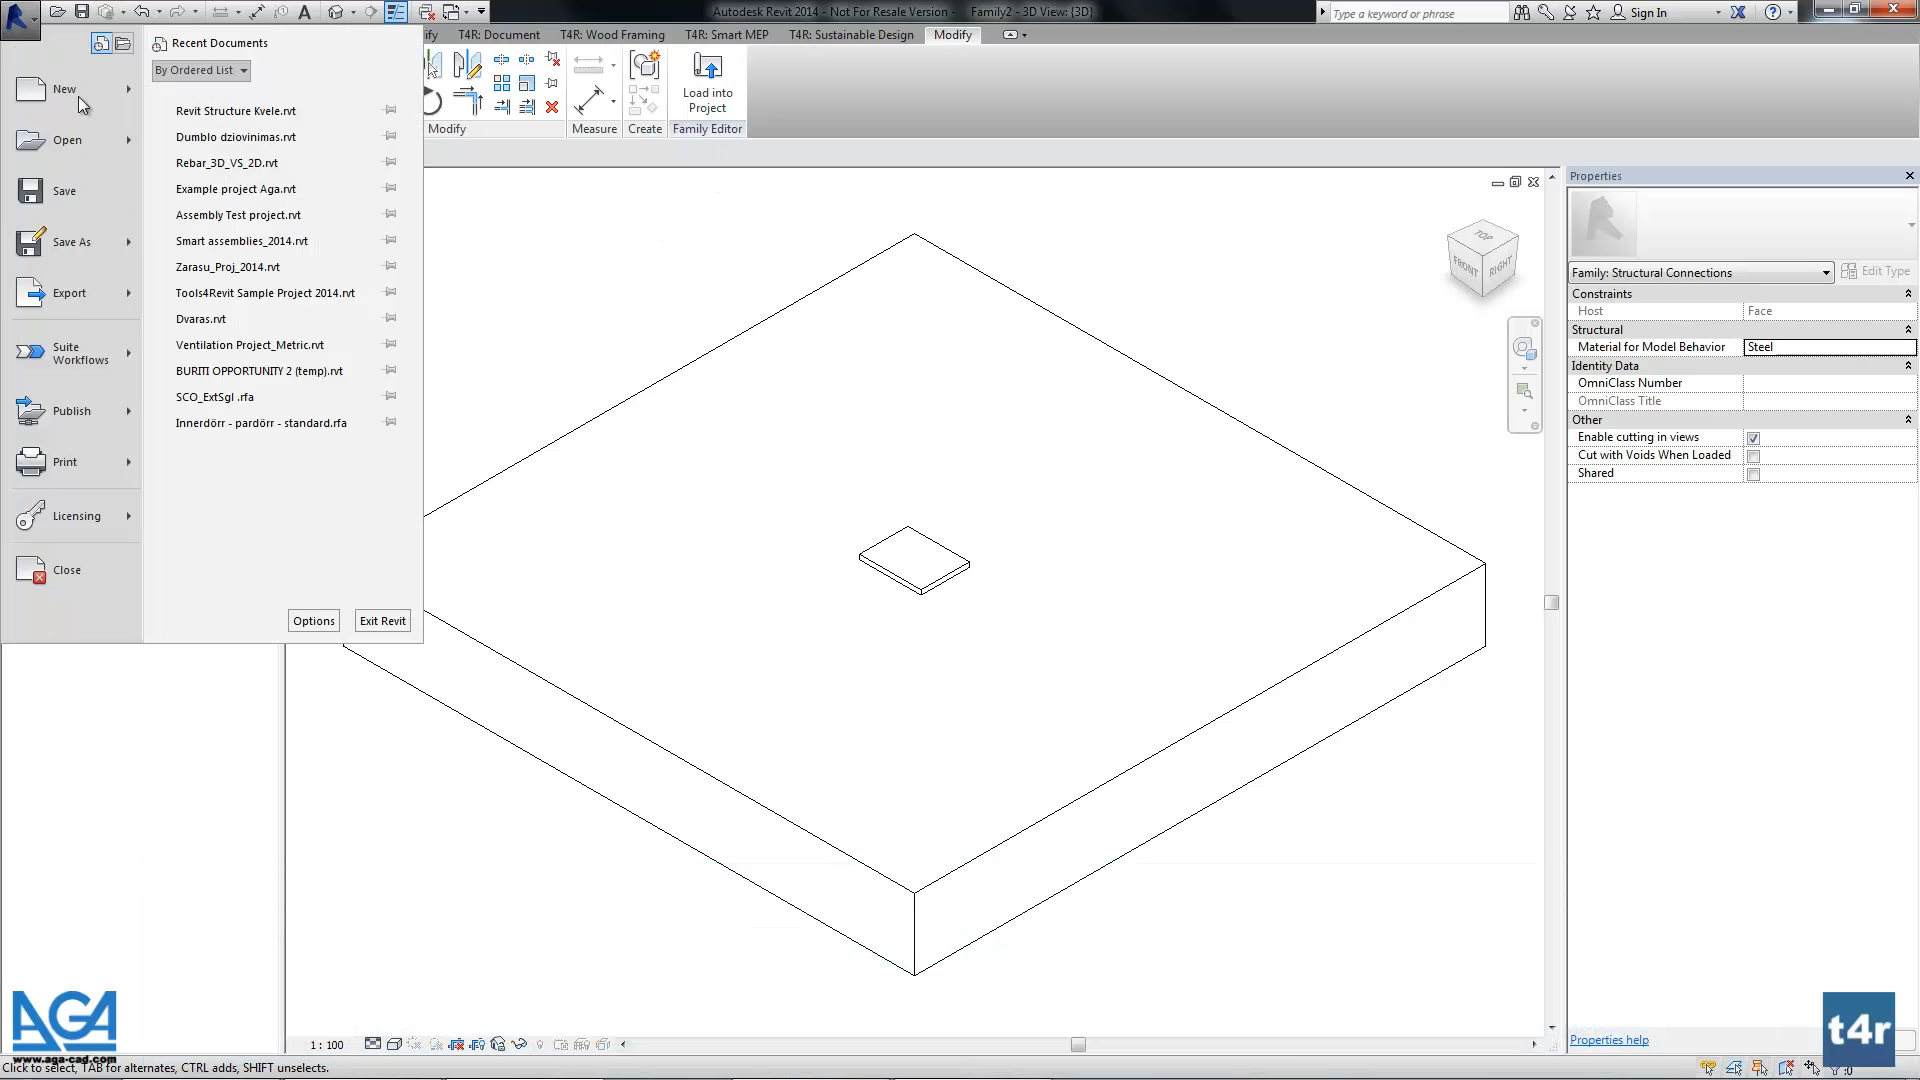 Autodesk Revit 2014 - Not For Resale Version - Family2 - 3D View: {3D}
Type a keyword or phrase
Sign In
ify
T4R: Document
T4R: Wood Framing
T4R: Smart MEP
T4R: Sustainable Design
Modify
Recent Documents
By Ordered List
New
Open
Save
Save As
Export
Suite
Workflows
Publish
Print
Licensing
Close
Revit Structure Kvele.rvt
Dumblo dziovinimas.rvt
Rebar_3D_VS_2D.rvt
Example project Aga.rvt
Assembly Test project.rvt
Smart assemblies_2014.rvt
Zarasu_Proj_2014.rvt
Tools4Revit Sample Project 2014.rvt
Dvaras.rvt
Ventilation Project_Metric.rvt
BURITI OPPORTUNITY 2 (temp).rvt
SCO_ExtSgl .rfa
Innerdörr - pardörr - standard.rfa
Options
Exit Revit
Load into
Project
Modify
Measure
Create
Family Editor
TOP
FRONT
RIGHT
Properties
Family: Structural Connections
Edit Type
Constraints
Host
Face
Structural
Material for Model Behavior
Steel
Identity Data
OmniClass Number
OmniClass Title
Other
Enable cutting in views
Cut with Voids When Loaded
Shared
Properties help
1 : 100
AGA
www.aga-cad.com
t4r
Click to select, TAB for alternates, CTRL adds, SHIFT unselects.
:0